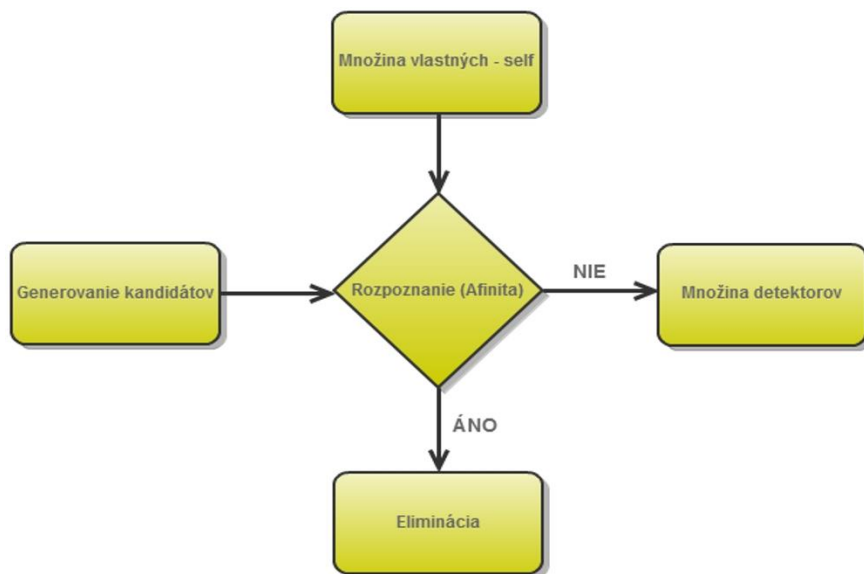 Množina vlastných - self
Generovanie kandidátov
Rozpoznanie (Afinita)
NIE
Množina detektorov
ÁNO
Eliminácia